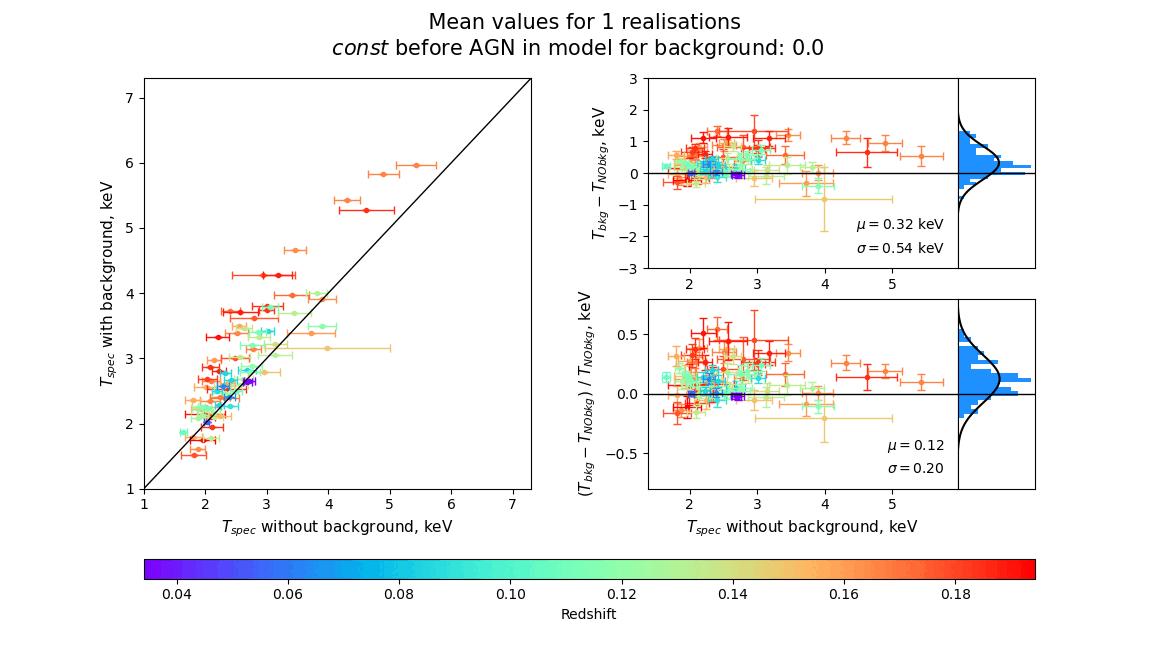 Mean values for 1 realisations
const before AGN in model for background: 0.0
T_spec with background, keV
7
6
5
4
3
2
1
1 2 3 4 5 6 7
T_spec without background, keV
T_bkg − T_NObkg, keV
3
2
1
0
−1
−2
−3
μ = 0.32 keV
σ = 0.54 keV
2 3 4 5
(T_bkg − T_NObkg) / T_NObkg, keV
0.5
0.0
−0.5
μ = 0.12
σ = 0.20
2 3 4 5
T_spec without background, keV
0.04 0.06 0.08 0.10 0.12 0.14 0.16 0.18
Redshift